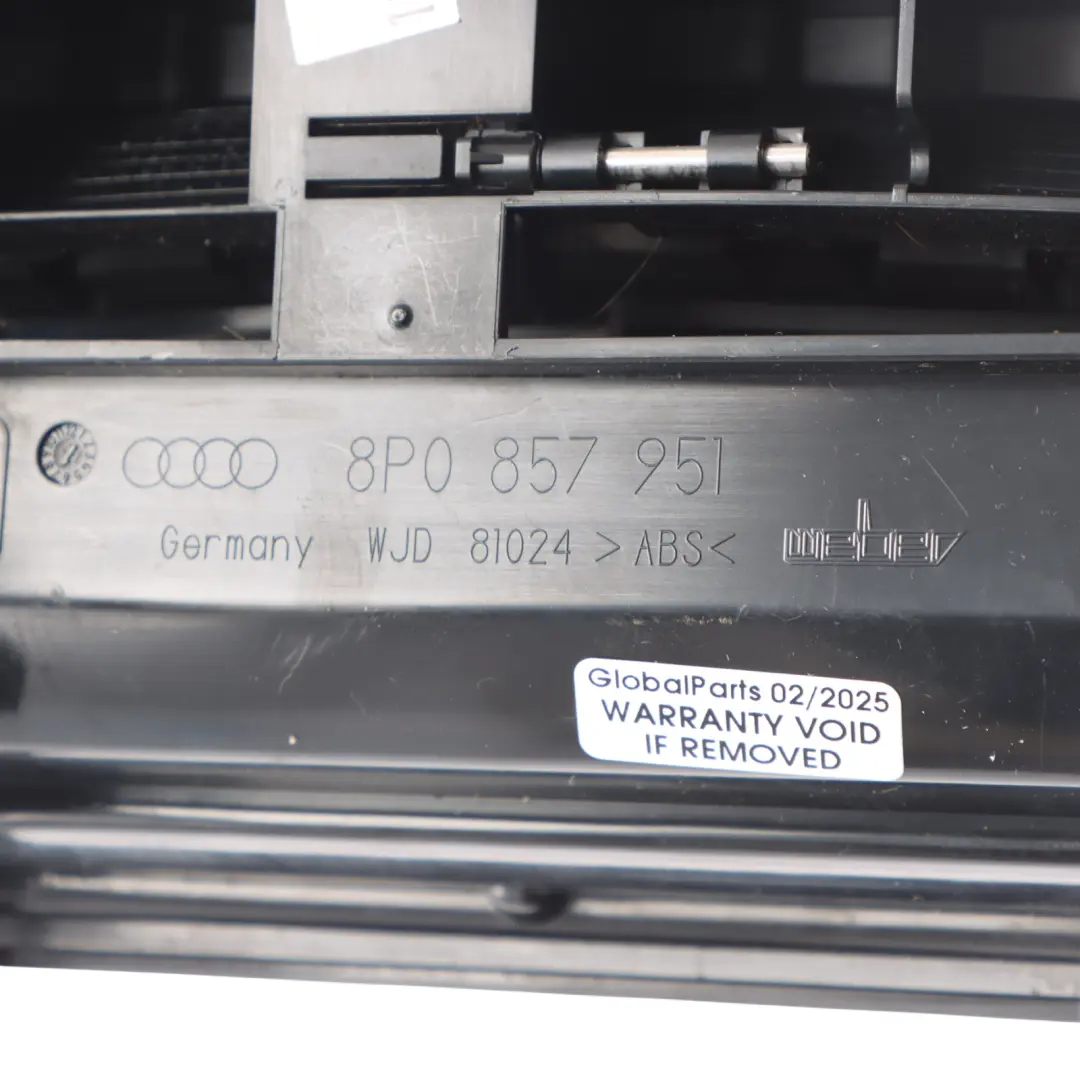 8P0 857 951
Germany WJD 81024 >ABS< weber
GlobalParts 02/2025
WARRANTY VOID
IF REMOVED